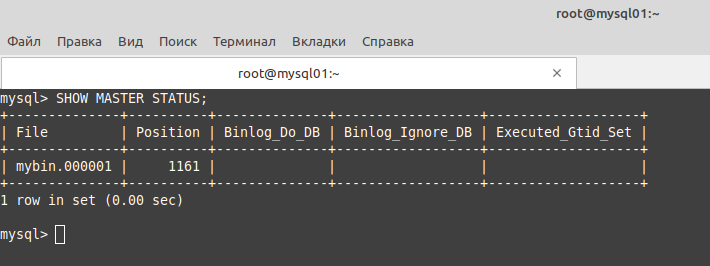 root@mysql01:~
Файл Правка Вид Поиск Терминал Вкладки Справка
root@mysql01:~ ×
mysql> SHOW MASTER STATUS;
+--------------+----------+--------------+------------------+-------------------+
| File         | Position | Binlog_Do_DB | Binlog_Ignore_DB | Executed_Gtid_Set |
+--------------+----------+--------------+------------------+-------------------+
| mybin.000001 |     1161 |              |                  |                   |
+--------------+----------+--------------+------------------+-------------------+
1 row in set (0.00 sec)
mysql>